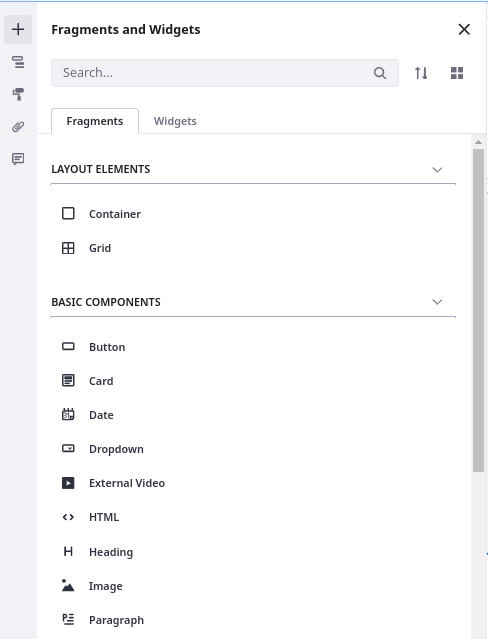 Fragments and Widgets
Search...
Fragments
Widgets
LAYOUT ELEMENTS
Container
Grid
BASIC COMPONENTS
Button
Card
Date
Dropdown
External Video
HTML
Heading
Image
Paragraph